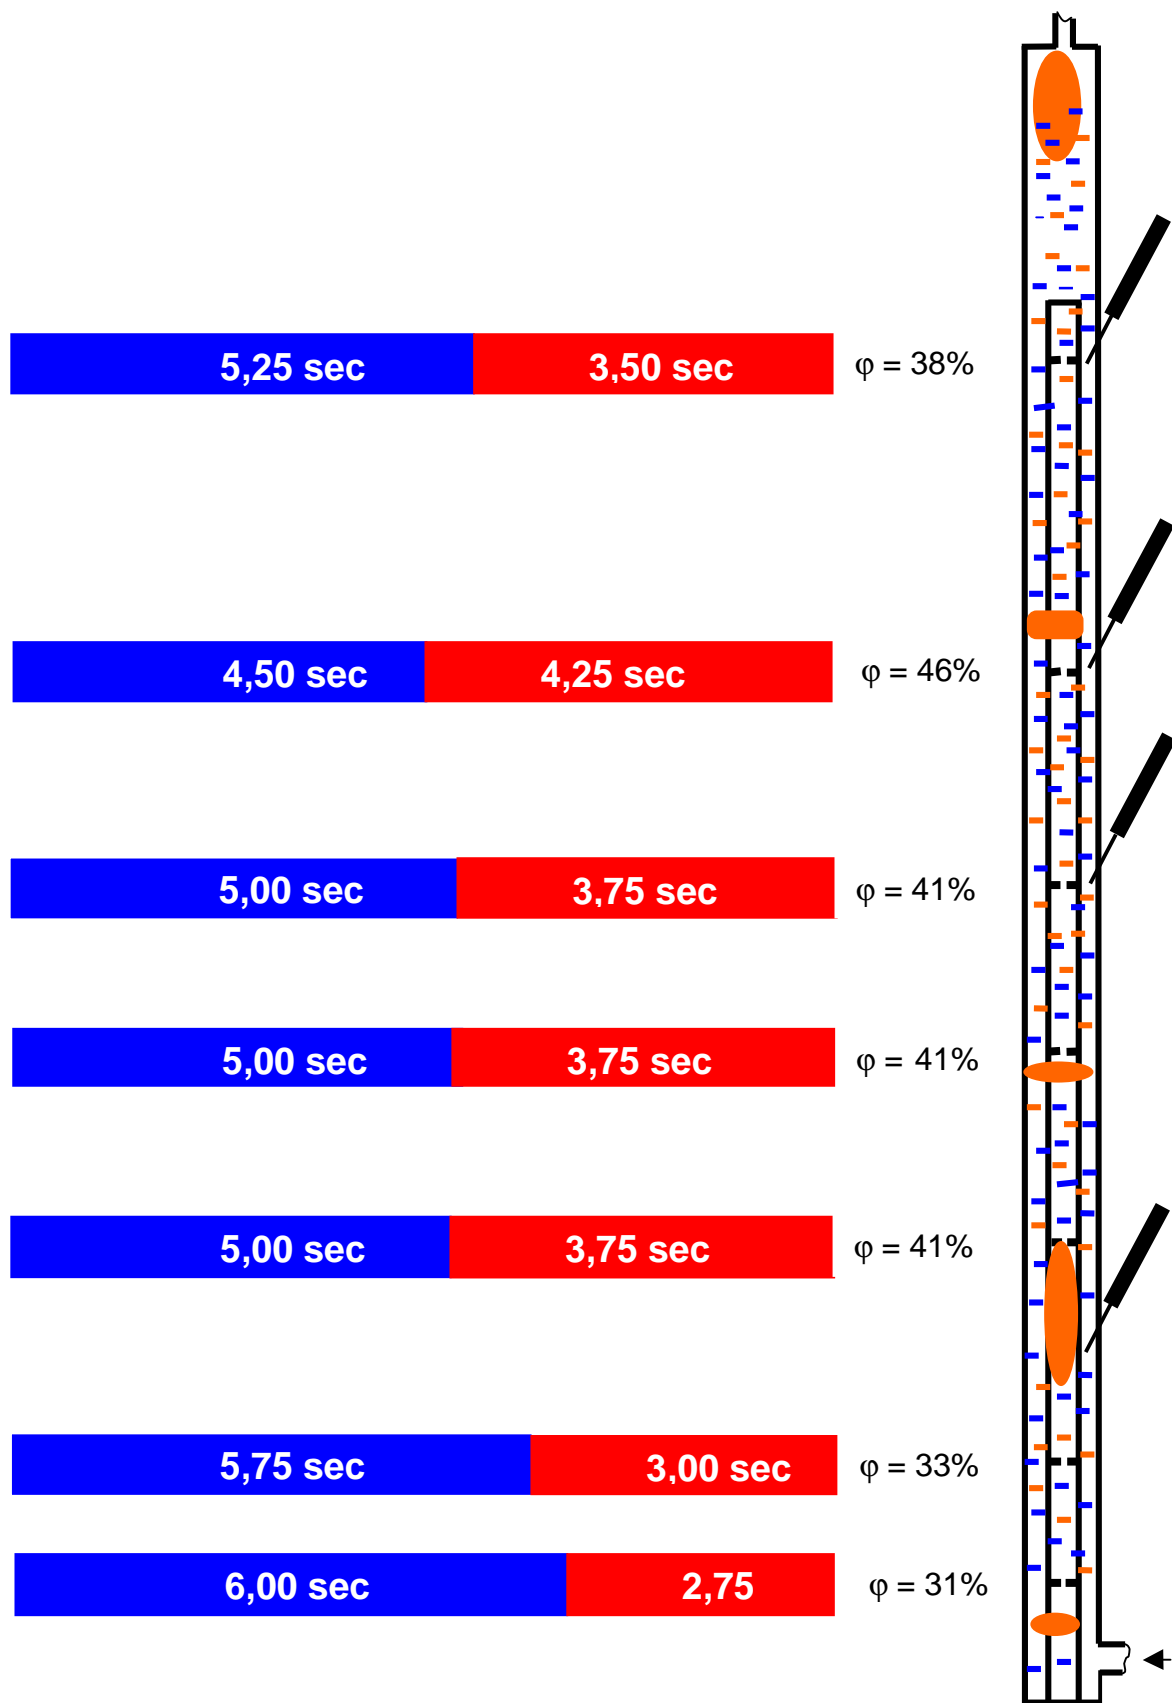 5,25 sec 3,50 sec φ = 38%
4,50 sec 4,25 sec φ = 46%
5,00 sec 3,75 sec φ = 41%
5,00 sec 3,75 sec φ = 41%
5,00 sec 3,75 sec φ = 41%
5,75 sec 3,00 sec φ = 33%
6,00 sec 2,75 φ = 31%